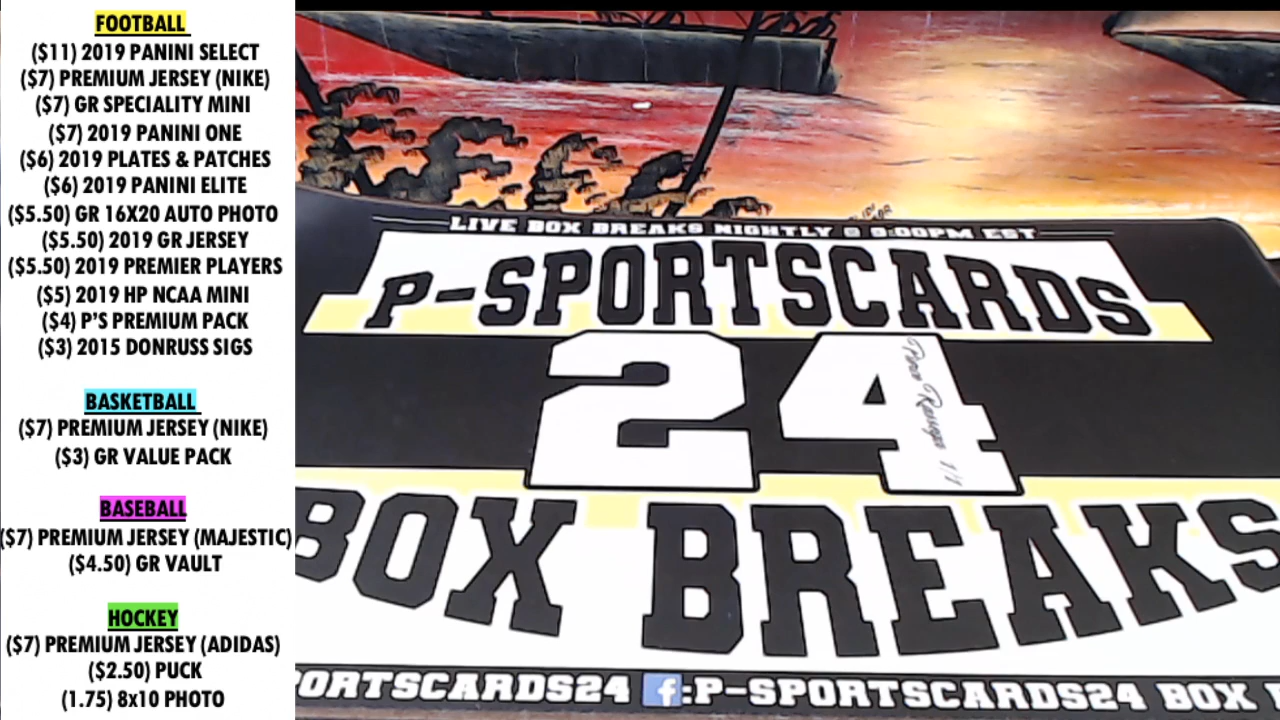 FOOTBALL
($11) 2019 PANINI SELECT
($7) PREMIUM JERSEY (NIKE)
($7) GR SPECIALITY MINI
($7) 2019 PANINI ONE
($6) 2019 PLATES & PATCHES
($6) 2019 PANINI ELITE
($5.50) GR 16X20 AUTO PHOTO
($5.50) 2019 GR JERSEY
($5.50) 2019 PREMIER PLAYERS
($5) 2019 HP NCAA MINI
($4) P'S PREMIUM PACK
($3) 2015 DONRUSS SIGS
BASKETBALL
($7) PREMIUM JERSEY (NIKE)
($3) GR VALUE PACK
BASEBALL
($7) PREMIUM JERSEY (MAJESTIC)
($4.50) GR VAULT
HOCKEY
($7) PREMIUM JERSEY (ADIDAS)
($2.50) PUCK
(1.75) 8x10 PHOTO
LIVE BOX BREAKS NIGHTLY @ 9:00PM EST
P-SPORTSCARDS
24
1/1
BOX BREAKS
ORTSCARDS24 f:P-SPORTSCARDS24 BOX